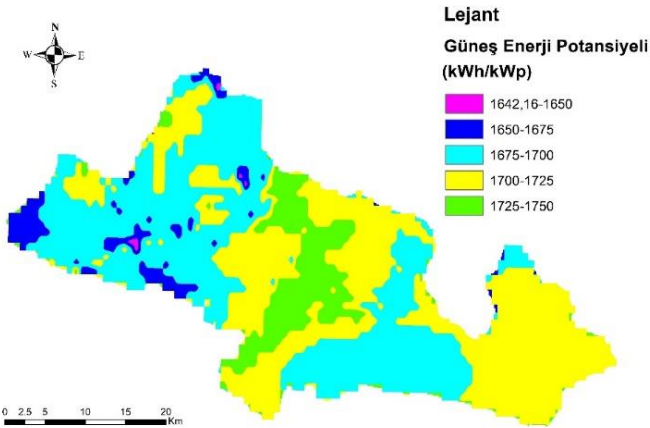 Lejant
Güneş Enerji Potansiyeli
(kWh/kWp)
1642,16-1650
1650-1675
1675-1700
1700-1725
1725-1750
N
W E
S
0 2.5 5 10 15 20
Km